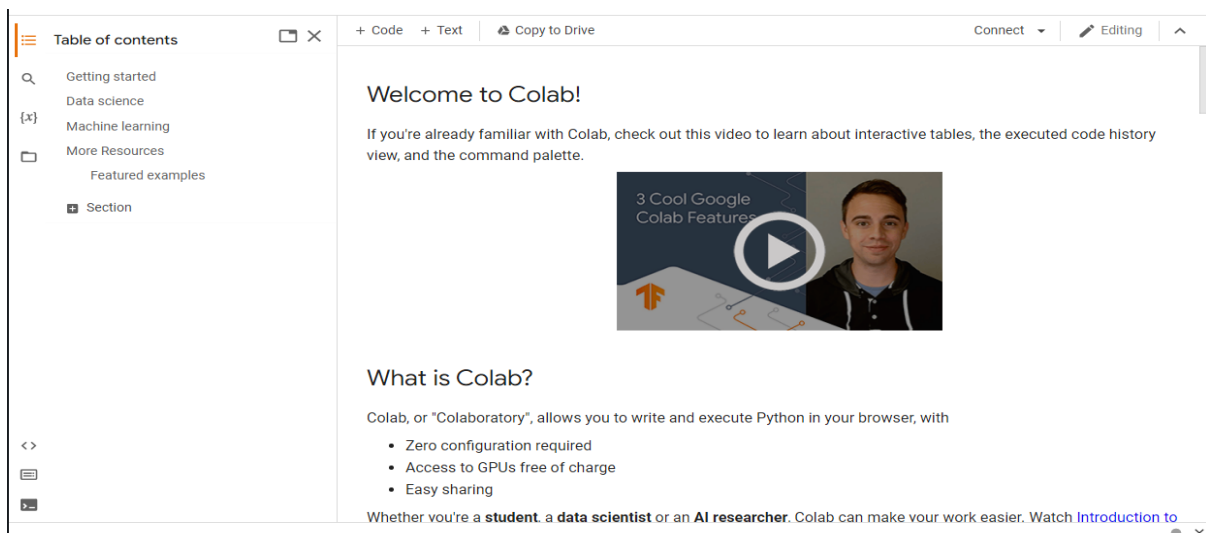 Table of contents
Getting started
Data science
Machine learning
More Resources
Featured examples
Section
{x}
<>
+ Code + Text Copy to Drive
Connect Editing
Welcome to Colab!
If you're already familiar with Colab, check out this video to learn about interactive tables, the executed code history
view, and the command palette.
3 Cool Google
Colab Features
What is Colab?
Colab, or "Colaboratory", allows you to write and execute Python in your browser, with
• Zero configuration required
• Access to GPUs free of charge
• Easy sharing
Whether you're a student, a data scientist or an AI researcher, Colab can make your work easier. Watch Introduction to